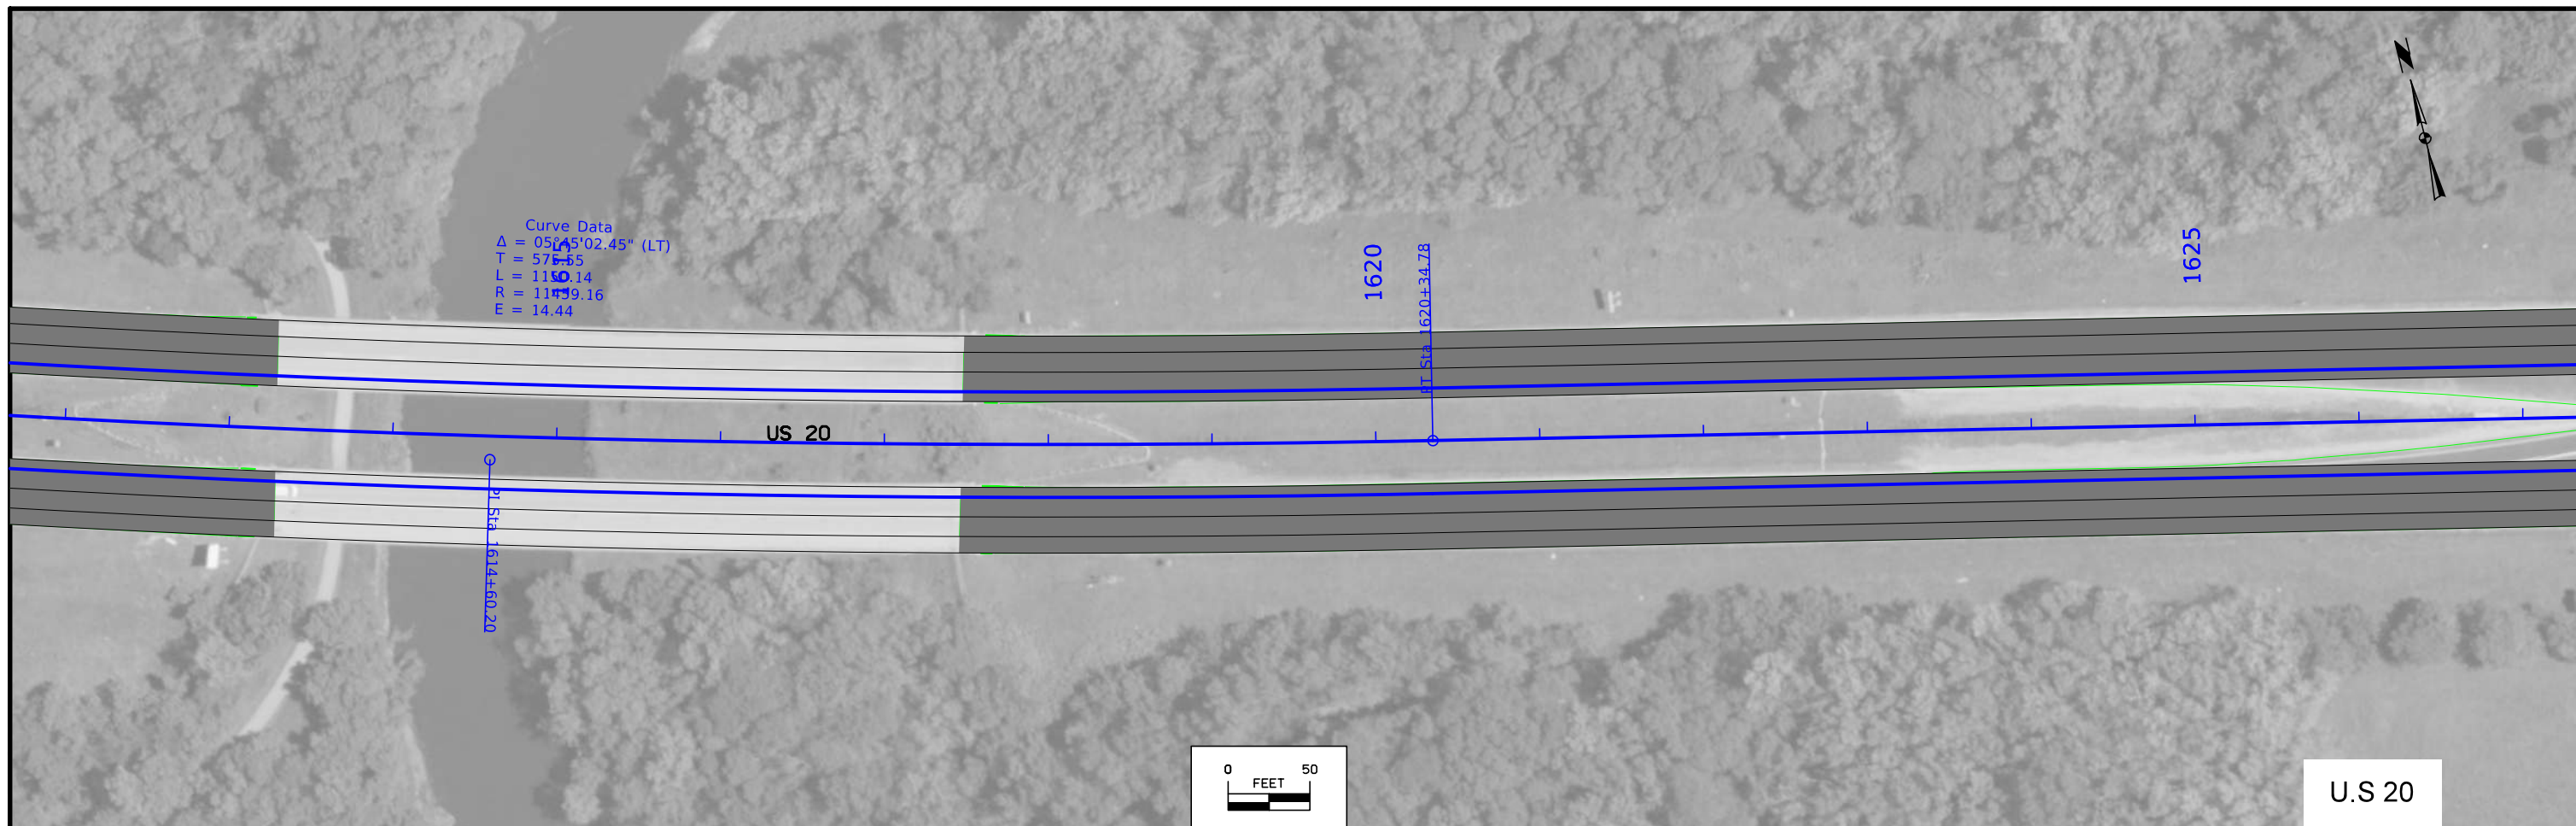 Curve Data
Δ = 05°45'02.45" (LT)
T = 575.55
L = 1150.14
R = 11459.16
E = 14.44
1615
1620
PT Sta 1620+34.78
1625
N
US 20
PI Sta 1614+60.20
0 50
FEET
U.S 20